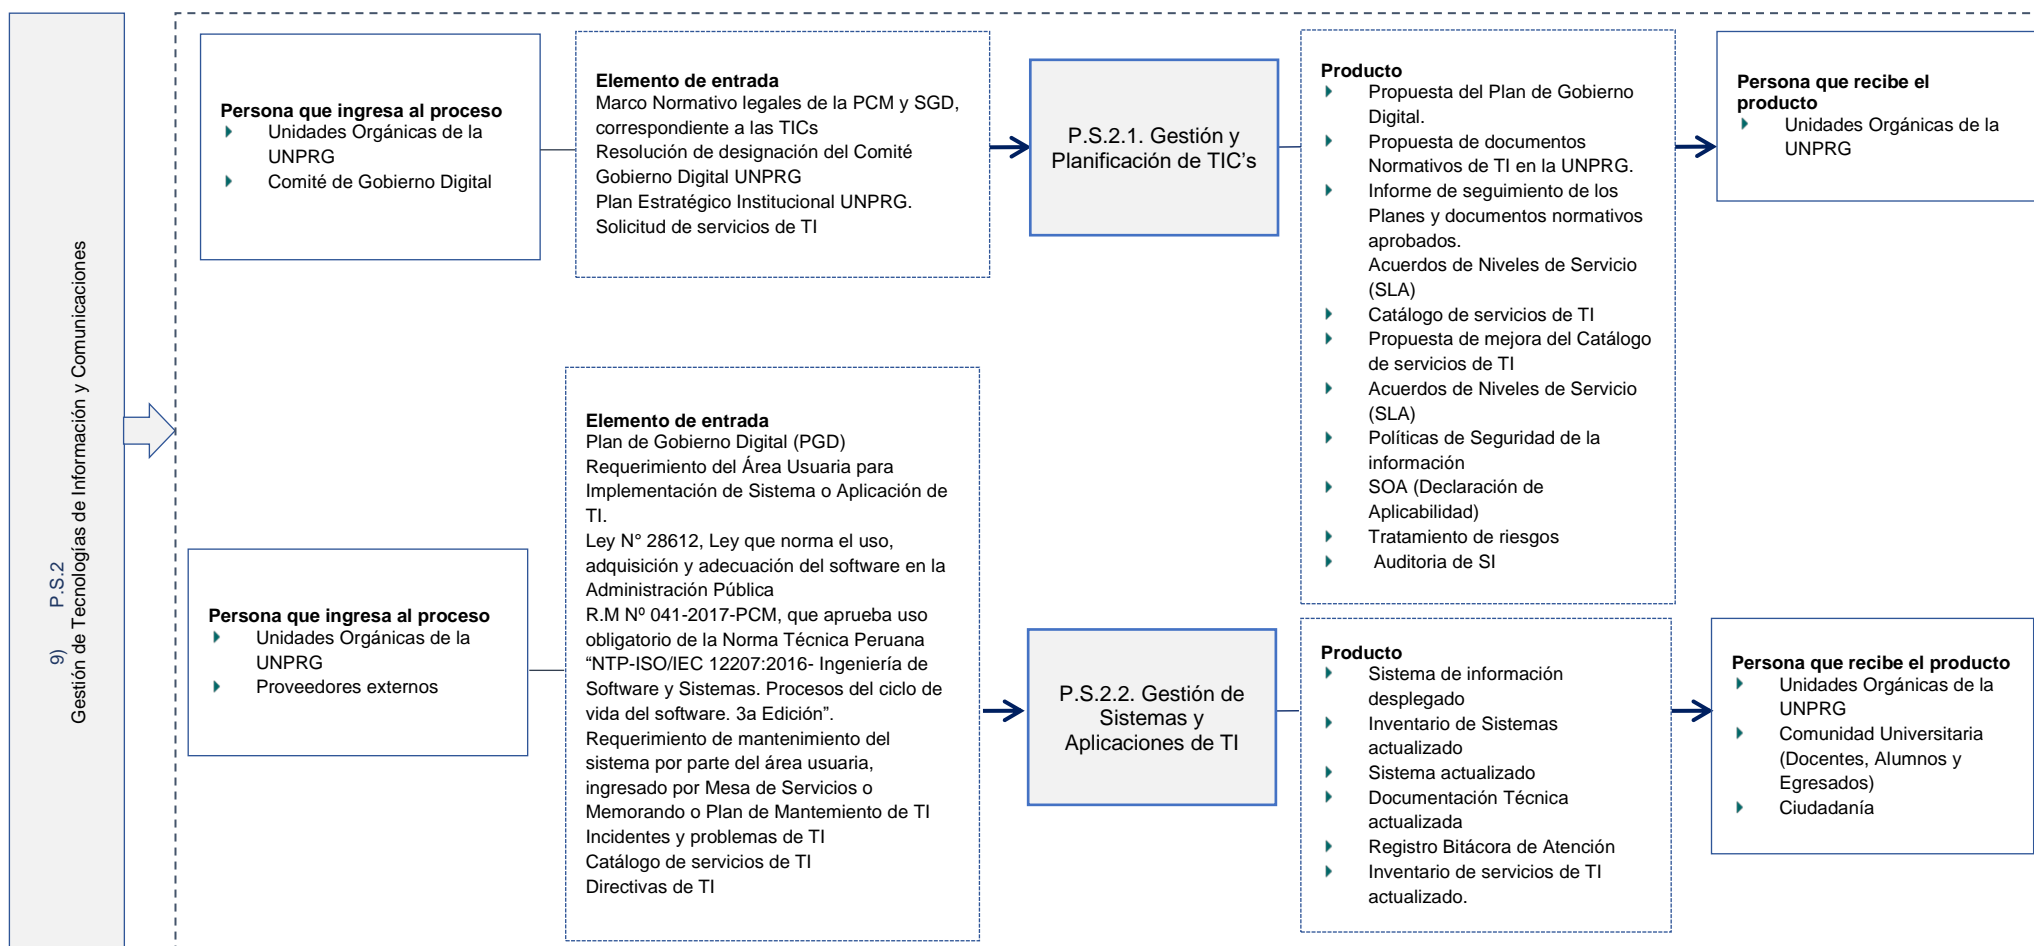 9) P.S.2
Gestión de Tecnologías de Información y Comunicaciones
Persona que ingresa al proceso
Unidades Orgánicas de la
UNPRG
Comité de Gobierno Digital
Elemento de entrada
Marco Normativo legales de la PCM y SGD,
correspondiente a las TICs
Resolución de designación del Comité
Gobierno Digital UNPRG
Plan Estratégico Institucional UNPRG.
Solicitud de servicios de TI
P.S.2.1. Gestión y
Planificación de TIC’s
Producto
Propuesta del Plan de Gobierno
Digital.
Propuesta de documentos
Normativos de TI en la UNPRG.
Informe de seguimiento de los
Planes y documentos normativos
aprobados.
Acuerdos de Niveles de Servicio
(SLA)
Catálogo de servicios de TI
Propuesta de mejora del Catálogo
de servicios de TI
Acuerdos de Niveles de Servicio
(SLA)
Políticas de Seguridad de la
información
SOA (Declaración de
Aplicabilidad)
Tratamiento de riesgos
Auditoria de SI
Persona que recibe el
producto
Unidades Orgánicas de la
UNPRG
Persona que ingresa al proceso
Unidades Orgánicas de la
UNPRG
Proveedores externos
Elemento de entrada
Plan de Gobierno Digital (PGD)
Requerimiento del Área Usuaria para
Implementación de Sistema o Aplicación de
TI.
Ley N° 28612, Ley que norma el uso,
adquisición y adecuación del software en la
Administración Pública
R.M Nº 041-2017-PCM, que aprueba uso
obligatorio de la Norma Técnica Peruana
“NTP-ISO/IEC 12207:2016- Ingeniería de
Software y Sistemas. Procesos del ciclo de
vida del software. 3a Edición”.
Requerimiento de mantenimiento del
sistema por parte del área usuaria,
ingresado por Mesa de Servicios o
Memorando o Plan de Mantemiento de TI
Incidentes y problemas de TI
Catálogo de servicios de TI
Directivas de TI
P.S.2.2. Gestión de
Sistemas y
Aplicaciones de TI
Producto
Sistema de información
desplegado
Inventario de Sistemas
actualizado
Sistema actualizado
Documentación Técnica
actualizada
Registro Bitácora de Atención
Inventario de servicios de TI
actualizado.
Persona que recibe el producto
Unidades Orgánicas de la
UNPRG
Comunidad Universitaria
(Docentes, Alumnos y
Egresados)
Ciudadanía